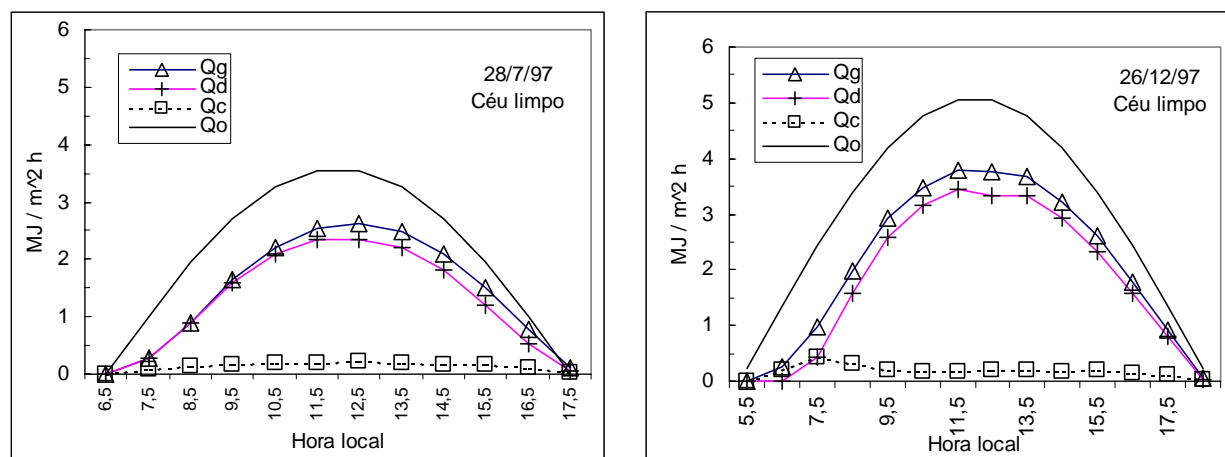 6
5
4
3
2
1
0
MJ / m^2 h
Qg
Qd
Qc
Qo
28/7/97
Céu limpo
6,5
7,5
8,5
9,5
10,5
11,5
12,5
13,5
14,5
15,5
16,5
17,5
Hora local
6
5
4
3
2
1
0
MJ / m^2 h
Qg
Qd
Qc
Qo
26/12/97
Céu limpo
5,5
7,5
9,5
11,5
13,5
15,5
17,5
Hora local